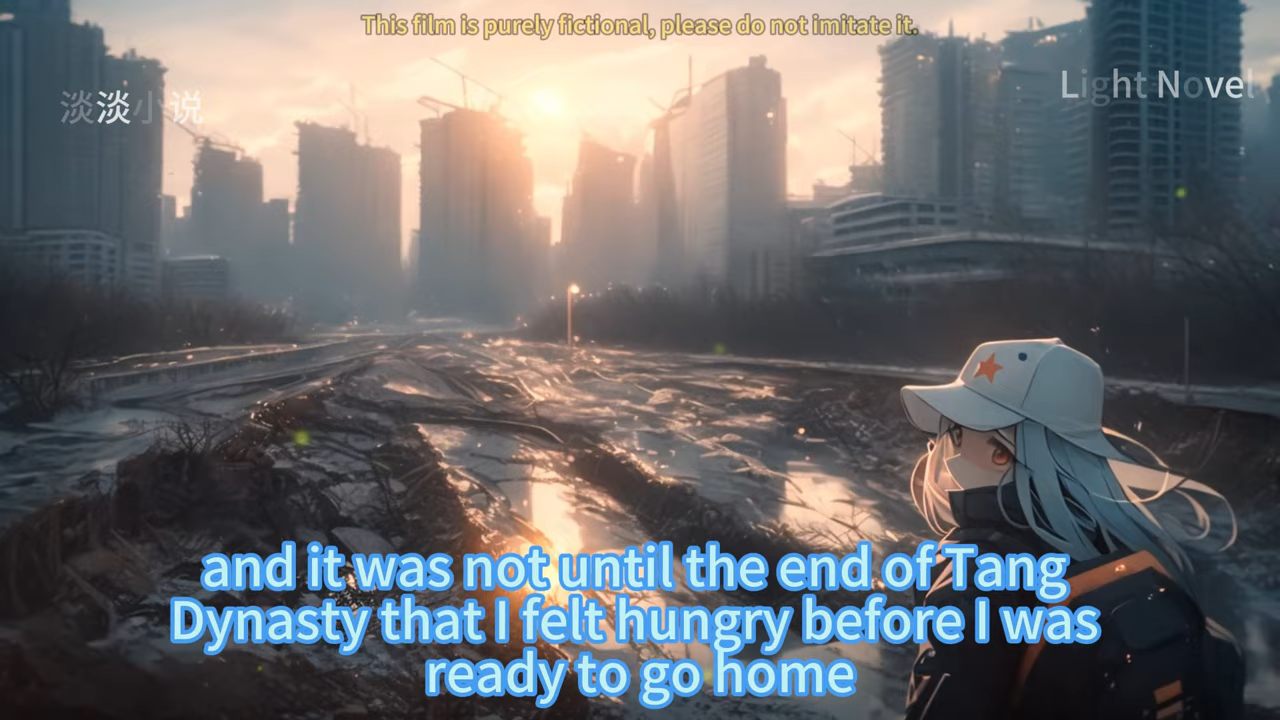 This film is purely fictional, please do not imitate it.
淡淡小说
Light Novel
and it was not until the end of Tang
Dynasty that I felt hungry before I was
ready to go home